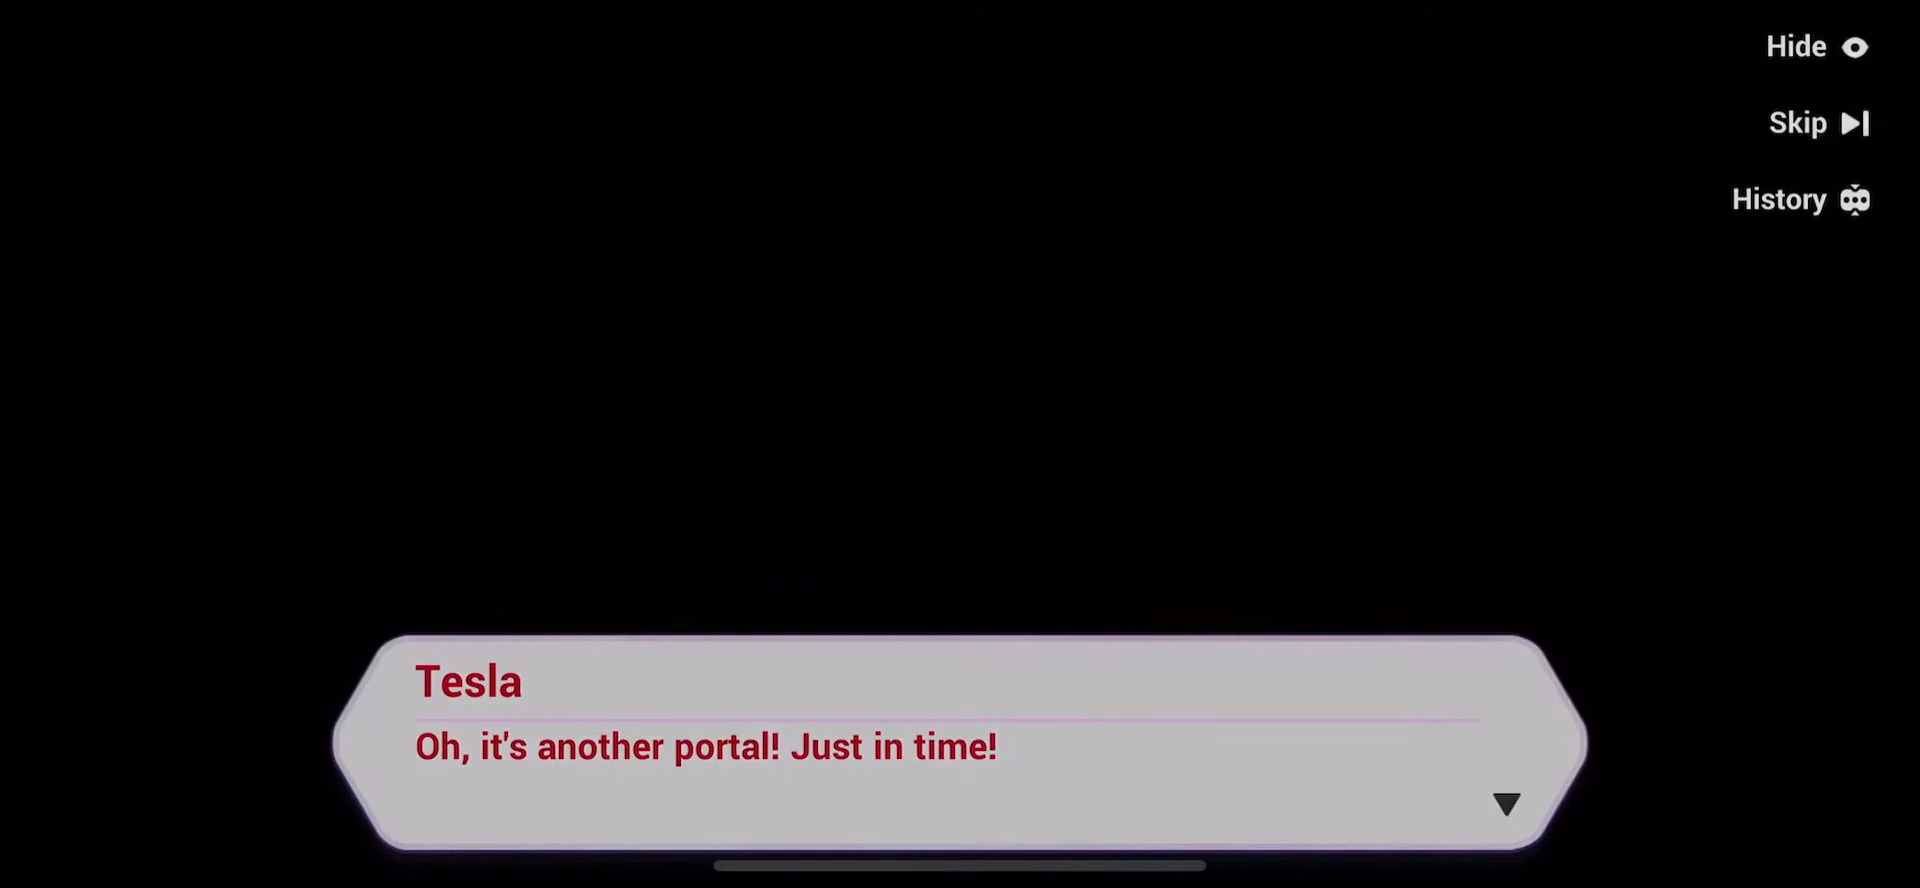 Hide
Skip
History
Tesla
Oh, it's another portal! Just in time!